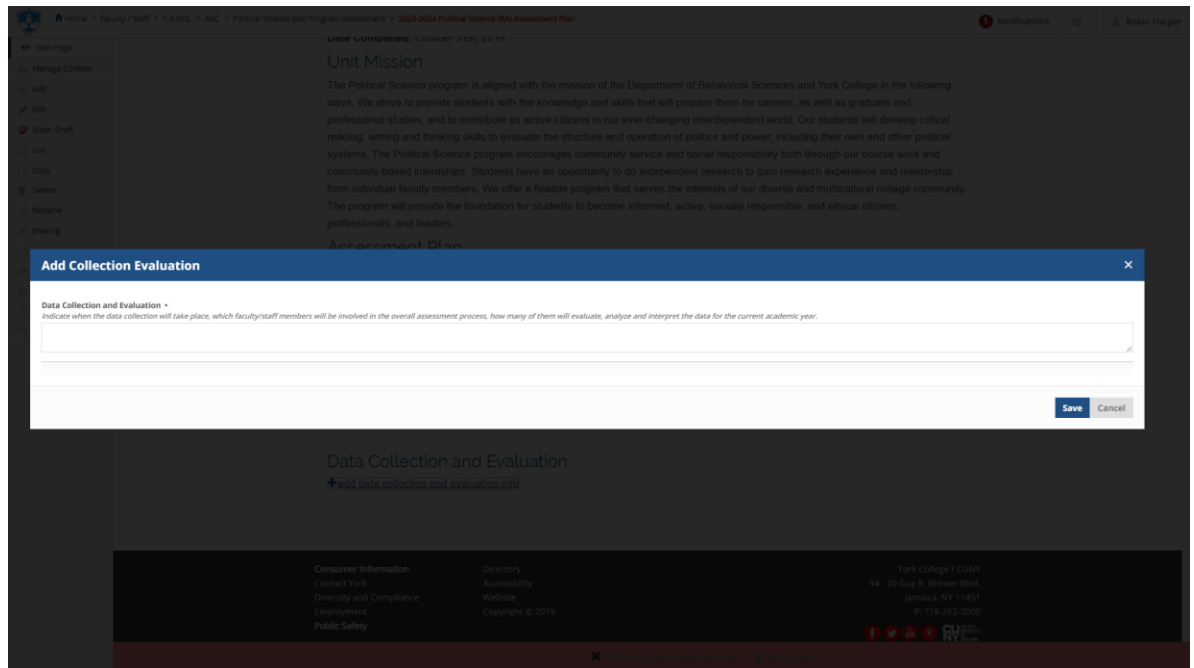 Home > Faculty / Staff > Y.A.M.S. > AAC > Political Science (BA) Program Assessment > 2023-2024 Political Science (BA) Assessment Plan
1 Notifications
Robin Harper
View Page
Manage Content
Add
Edit
State: Draft
Cut
Copy
Delete
Rename
Sharing
Date Completed: October 31st, 2019
Unit Mission
The Political Science program is aligned with the mission of the Department of Behavioral Sciences and York College in the following
ways. We strive to provide students with the knowledge and skills that will prepare them for careers, as well as graduate and
professional studies, and to contribute as active citizens in our ever-changing interdependent world. Our students will develop critical
reading, writing and thinking skills to evaluate the structure and operation of politics and power, including their own and other political
systems. The Political Science program encourages community service and social responsibility both through our course work and
community-based internships. Students have an opportunity to do independent research to gain research experience and mentorship
from individual faculty members. We offer a flexible program that serves the interests of our diverse and multicultural college community.
The program will provide the foundation for students to become informed, active, socially responsible, and ethical citizens,
professionals, and leaders.
Assessment Plan
Add Collection Evaluation ×
Data Collection and Evaluation •
Indicate when the data collection will take place, which faculty/staff members will be involved in the overall assessment process, how many of them will evaluate, analyze and interpret the data for the current academic year.
Save Cancel
Data Collection and Evaluation
+add data collection and evaluation info
Consumer Information
Contact York
Diversity and Compliance
Employment
Public Safety
Directory
Accessibility
Website
Copyright © 2019
York College / CUNY
94 - 20 Guy R. Brewer Blvd.
Jamaica, NY 11451
P: 718-262-2000
CUNY